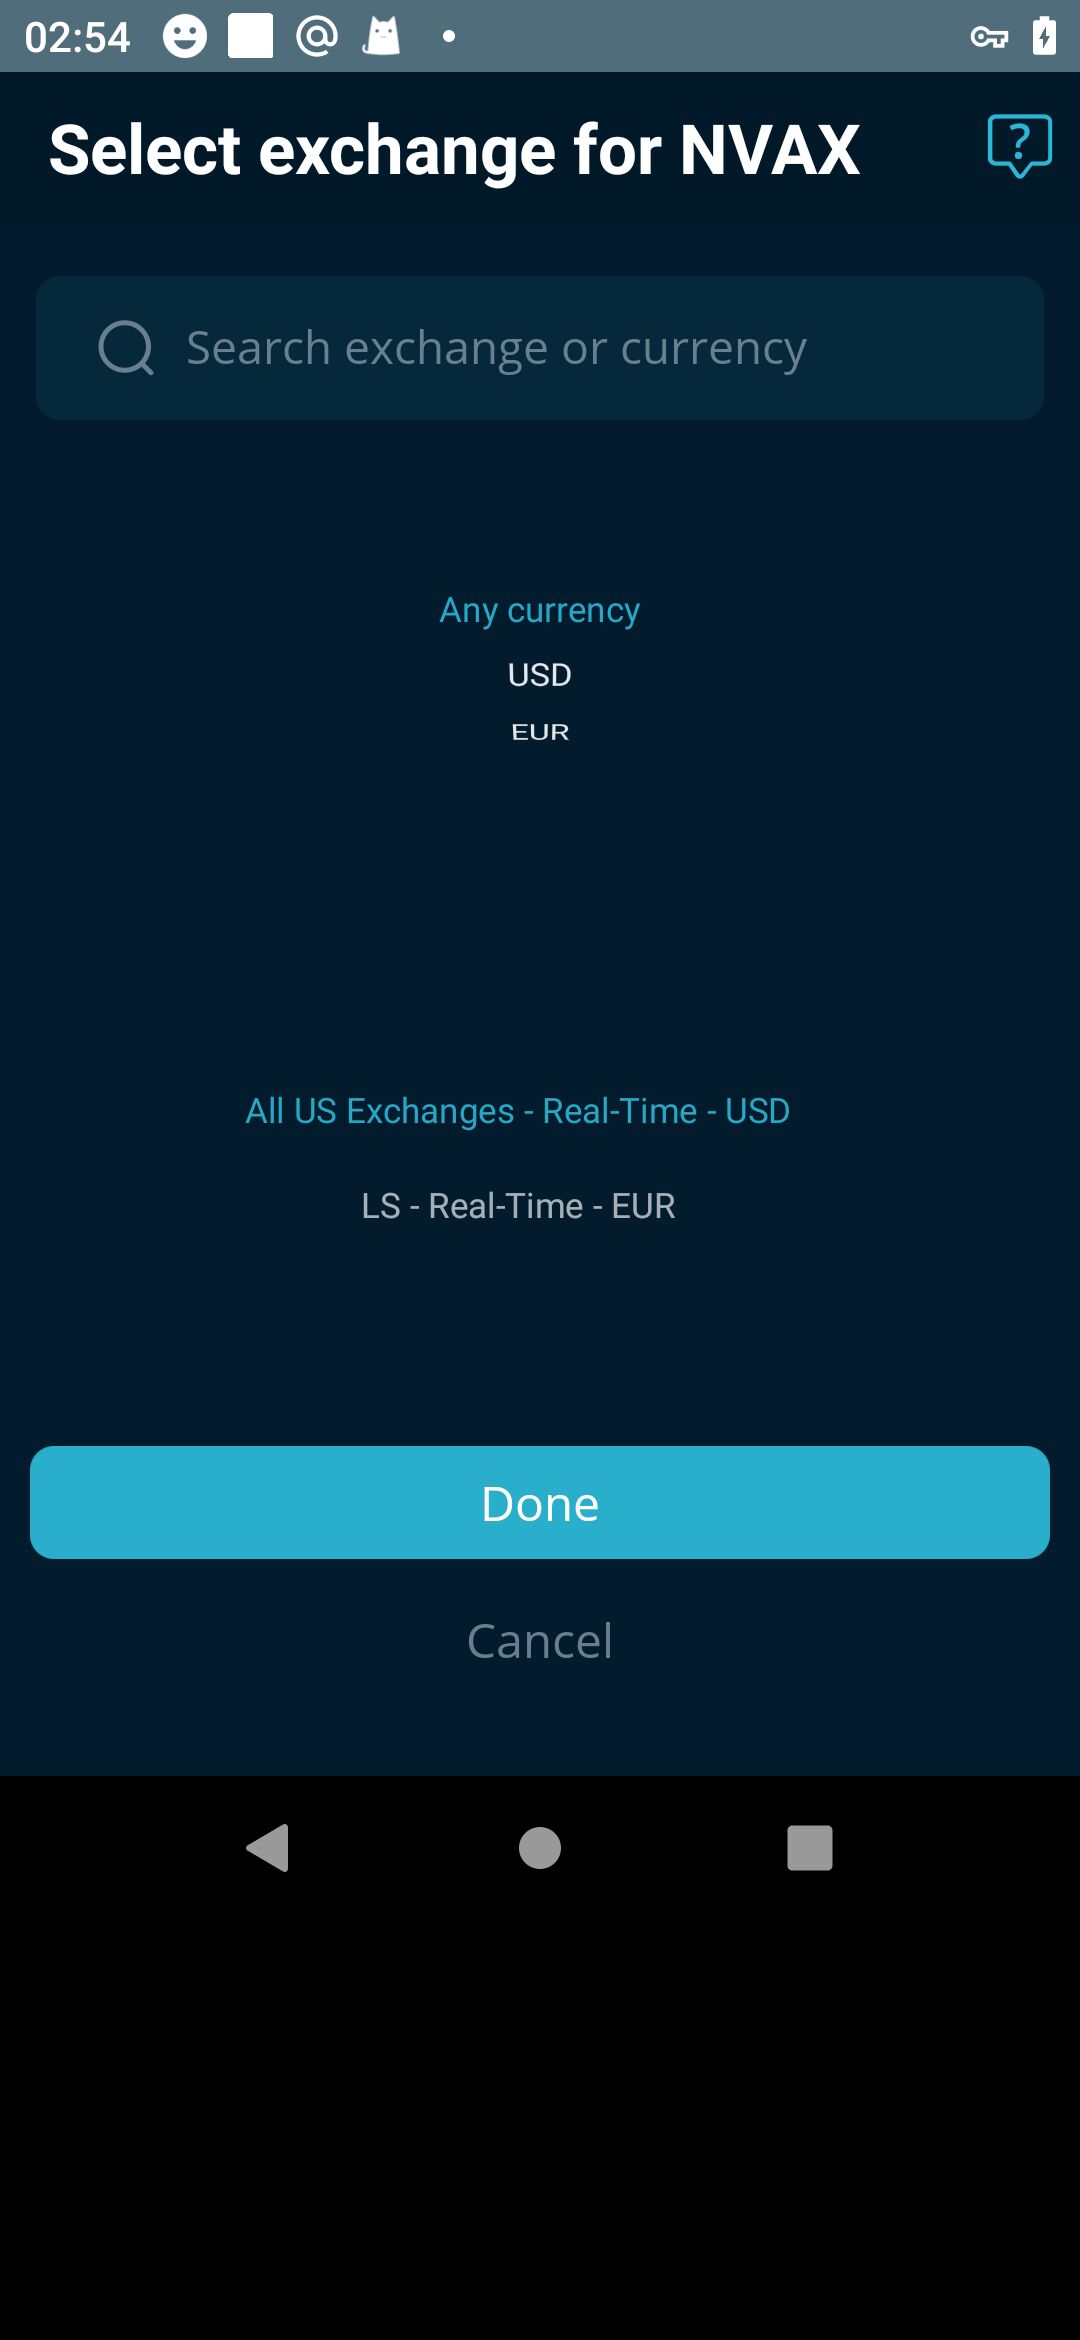 02:54
Select exchange for NVAX
Search exchange or currency
Any currency
USD
EUR
All US Exchanges - Real-Time - USD
LS - Real-Time - EUR
Done
Cancel